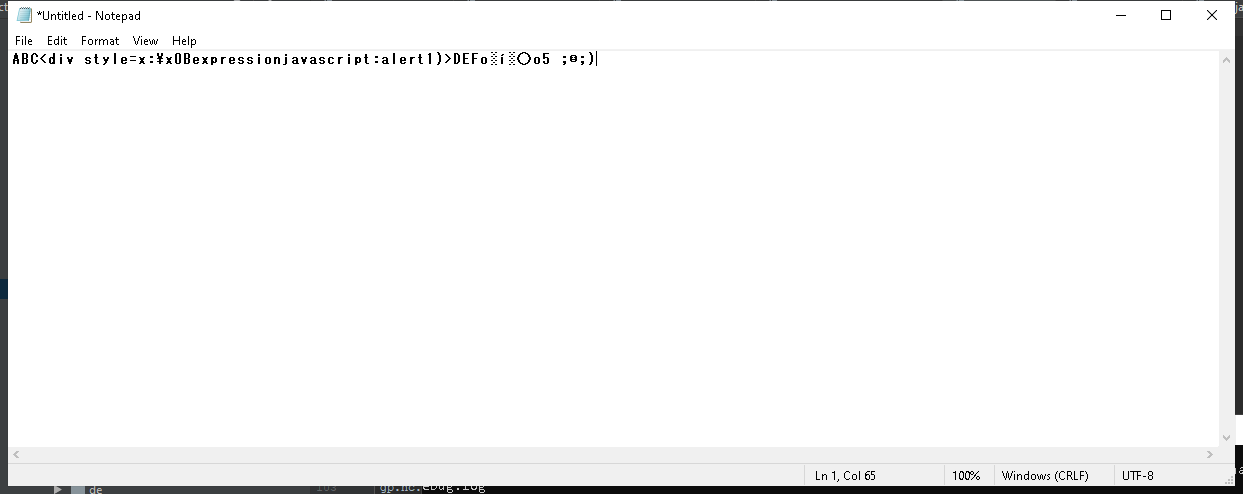 *Untitled - Notepad
File Edit Format View Help
ABC<div style=x:¥x0Bexpressionjavascript:alert1)>DEFo░í░○o5 ;๏;)
Ln 1, Col 65 100% Windows (CRLF) UTF-8
de